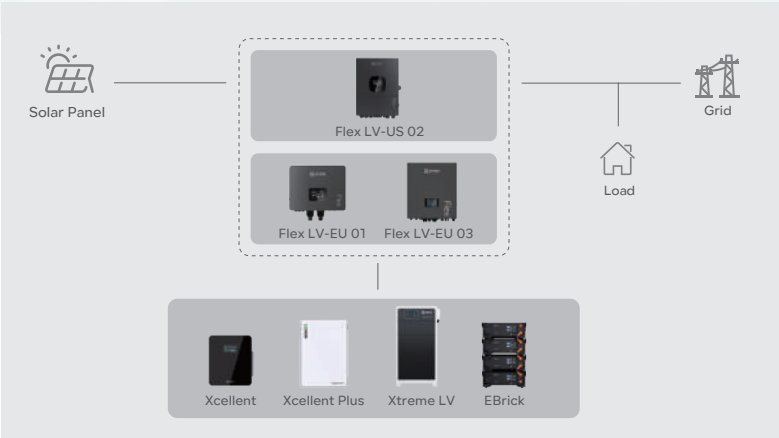 Solar Panel
Flex LV-US 02
Grid
Load
Flex LV-EU 01
Flex LV-EU 03
Xcellent
Xcellent Plus
Xtreme LV
EBrick